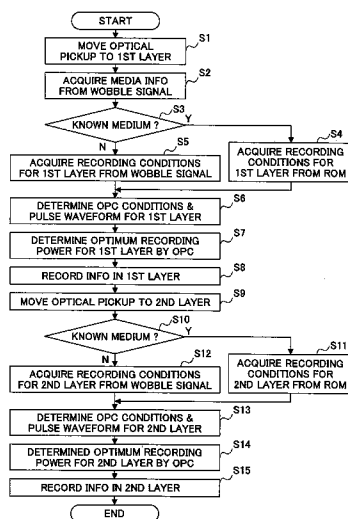 START
S1
MOVE OPTICAL
PICKUP TO 1ST LAYER
S2
ACQUIRE MEDIA INFO
FROM WOBBLE SIGNAL
S3
KNOWN MEDIUM ?
Y
N
S4
ACQUIRE RECORDING
CONDITIONS FOR
1ST LAYER FROM ROM
S5
ACQUIRE RECORDING CONDITIONS
FOR 1ST LAYER FROM WOBBLE SIGNAL
S6
DETERMINE OPC CONDITIONS &
PULSE WAVEFORM FOR 1ST LAYER
S7
DETERMINE OPTIMUM RECORDING
POWER FOR 1ST LAYER BY OPC
S8
RECORD INFO IN 1ST LAYER
S9
MOVE OPTICAL PICKUP TO 2ND LAYER
S10
KNOWN MEDIUM ?
Y
N
S11
ACQUIRE RECORDING
CONDITIONS FOR
2ND LAYER FROM ROM
S12
ACQUIRE RECORDING CONDITIONS
FOR 2ND LAYER FROM WOBBLE SIGNAL
S13
DETERMINE OPC CONDITIONS &
PULSE WAVEFORM FOR 2ND LAYER
S14
DETERMINED OPTIMUM RECORDING
POWER FOR 2ND LAYER BY OPC
S15
RECORD INFO IN 2ND LAYER
END